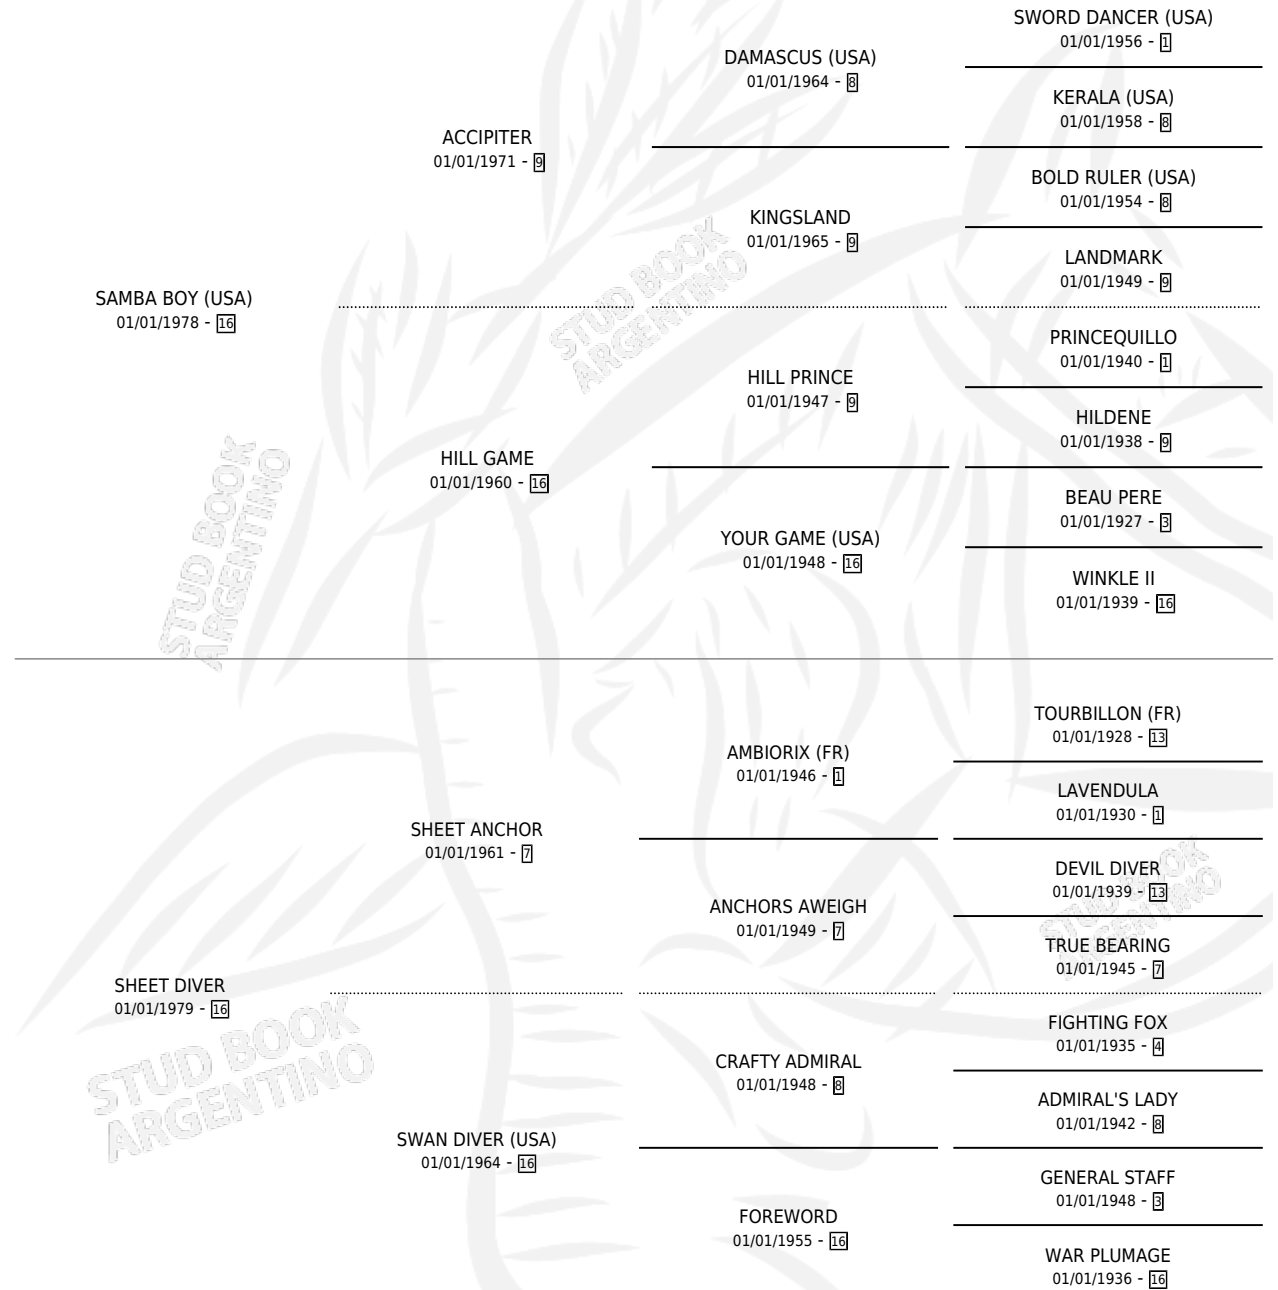 SWORD DANCER (USA)
01/01/1956 - 1
DAMASCUS (USA)
01/01/1964 - 8
KERALA (USA)
01/01/1958 - 8
ACCIPITER
01/01/1971 - 9
BOLD RULER (USA)
01/01/1954 - 8
KINGSLAND
01/01/1965 - 9
LANDMARK
01/01/1949 - 9
SAMBA BOY (USA)
01/01/1978 - 16
PRINCEQUILLO
01/01/1940 - 1
HILL PRINCE
01/01/1947 - 9
HILDENE
01/01/1938 - 9
HILL GAME
01/01/1960 - 16
BEAU PERE
01/01/1927 - 3
YOUR GAME (USA)
01/01/1948 - 16
WINKLE II
01/01/1939 - 16
TOURBILLON (FR)
01/01/1928 - 13
AMBIORIX (FR)
01/01/1946 - 1
LAVENDULA
01/01/1930 - 1
SHEET ANCHOR
01/01/1961 - 7
DEVIL DIVER
01/01/1939 - 13
ANCHORS AWEIGH
01/01/1949 - 7
TRUE BEARING
01/01/1945 - 7
SHEET DIVER
01/01/1979 - 16
FIGHTING FOX
01/01/1935 - 4
CRAFTY ADMIRAL
01/01/1948 - 8
ADMIRAL'S LADY
01/01/1942 - 8
SWAN DIVER (USA)
01/01/1964 - 16
GENERAL STAFF
01/01/1948 - 3
FOREWORD
01/01/1955 - 16
WAR PLUMAGE
01/01/1936 - 16
STUD BOOK
ARGENTINO
STUD BOOK
ARGENTINO
STUD BOOK
ARGENTINO
STUD BOOK
ARGENTINO